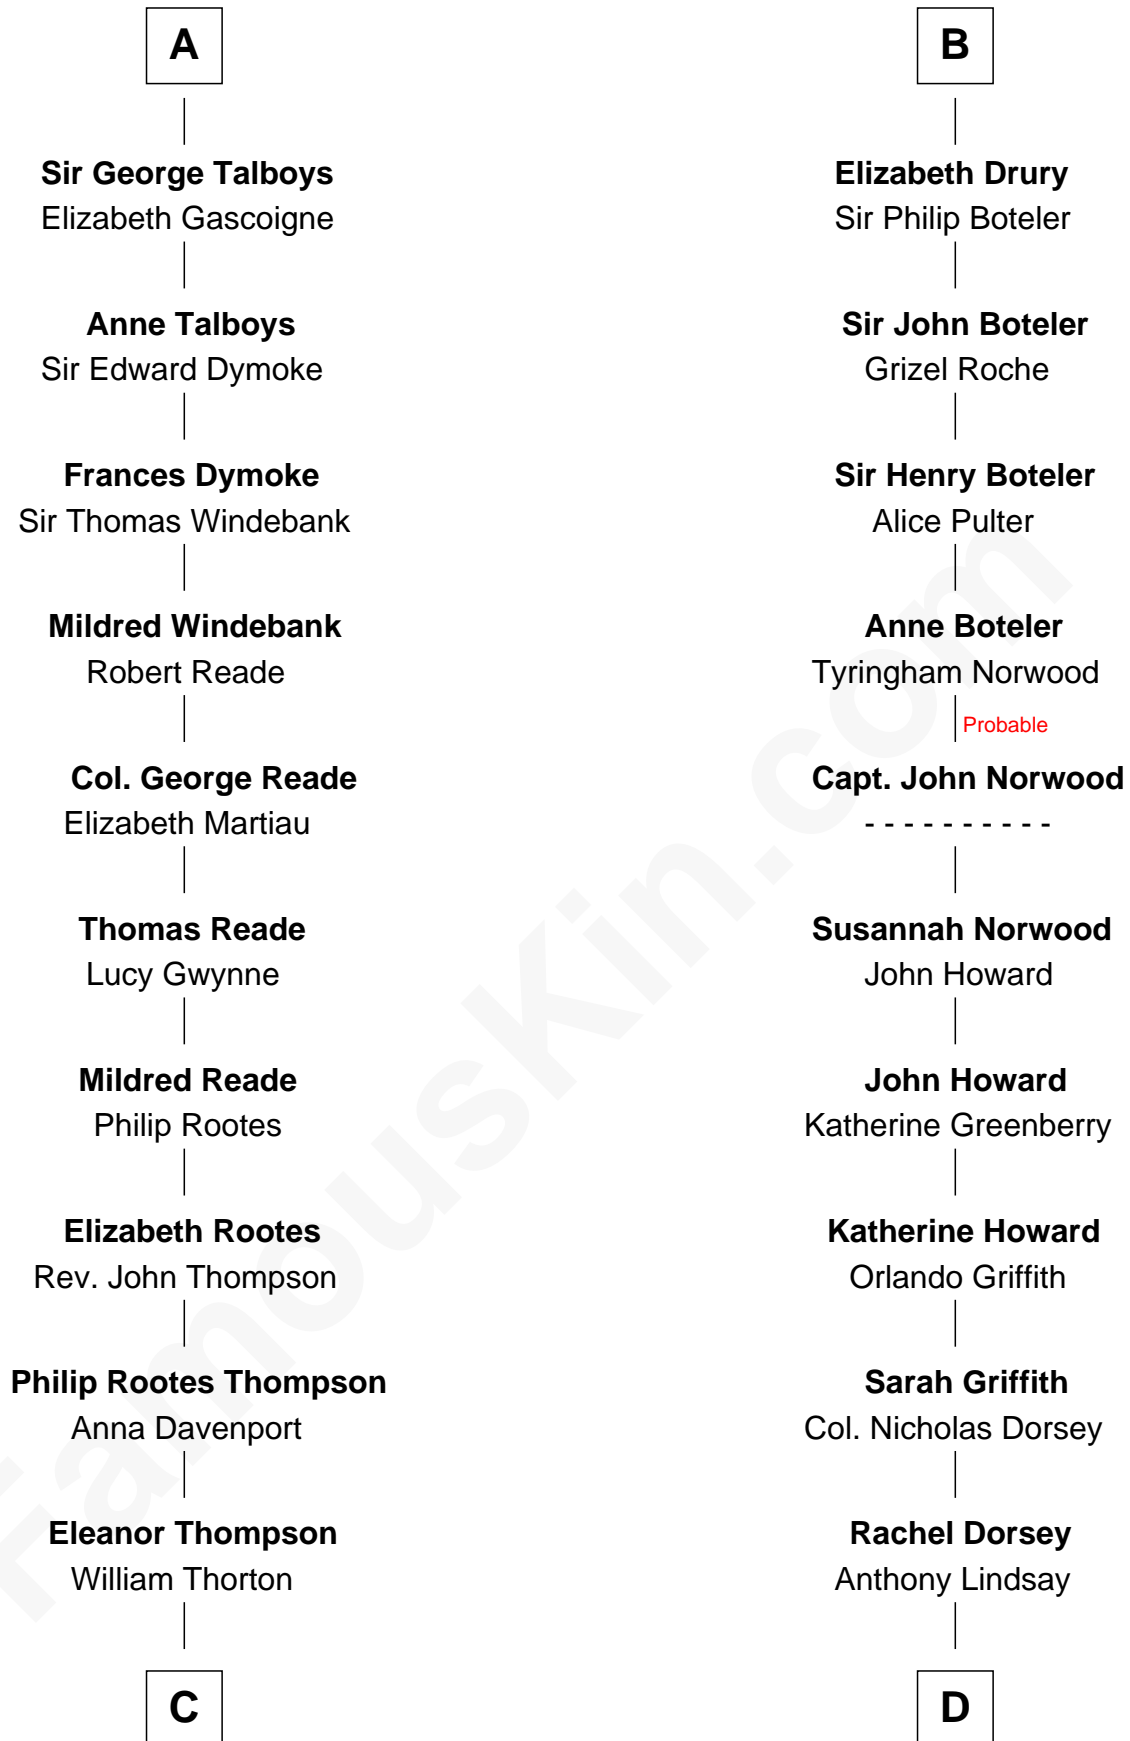 A
Sir George Talboys
Elizabeth Gascoigne
Anne Talboys
Sir Edward Dymoke
Frances Dymoke
Sir Thomas Windebank
Mildred Windebank
Robert Reade
Col. George Reade
Elizabeth Martiau
Thomas Reade
Lucy Gwynne
Mildred Reade
Philip Rootes
Elizabeth Rootes
Rev. John Thompson
Philip Rootes Thompson
Anna Davenport
Eleanor Thompson
William Thorton
C
B
Elizabeth Drury
Sir Philip Boteler
Sir John Boteler
Grizel Roche
Sir Henry Boteler
Alice Pulter
Anne Boteler
Tyringham Norwood
Probable
Capt. John Norwood
- - - - - - - - - -
Susannah Norwood
John Howard
John Howard
Katherine Greenberry
Katherine Howard
Orlando Griffith
Sarah Griffith
Col. Nicholas Dorsey
Rachel Dorsey
Anthony Lindsay
D
FamousKin.com